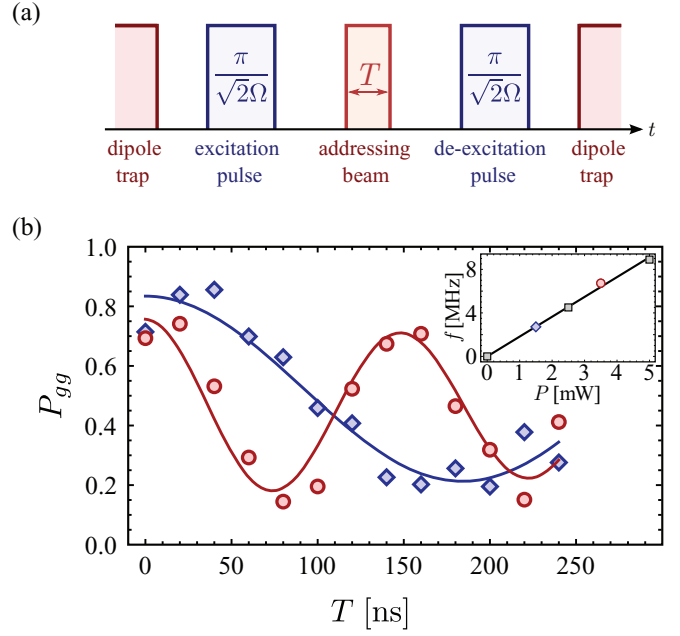 (a)
π/√2Ω
T
π/√2Ω
t
dipole trap
excitation pulse
addressing beam
de-excitation pulse
dipole trap
(b)
1.0
0.8
0.6
0.4
0.2
0.0
P_gg
0
50
100
150
200
250
T [ns]
8
4
0
f [MHz]
0
1
2
3
4
5
P [mW]